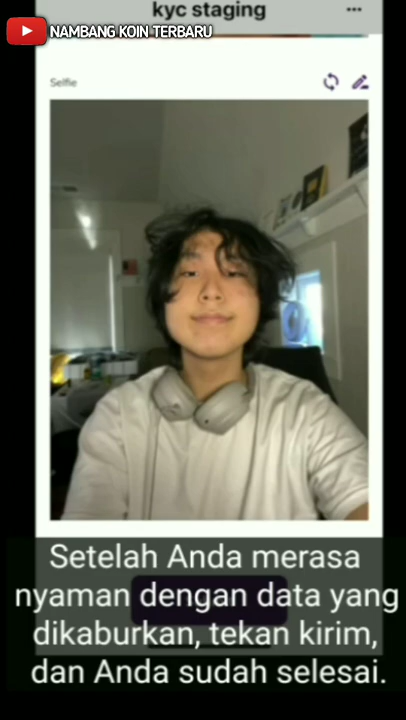 kyc staging
NAMBANG KOIN TERBARU
Selfie
Setelah Anda merasa
nyaman dengan data yang
dikaburkan, tekan kirim,
dan Anda sudah selesai.